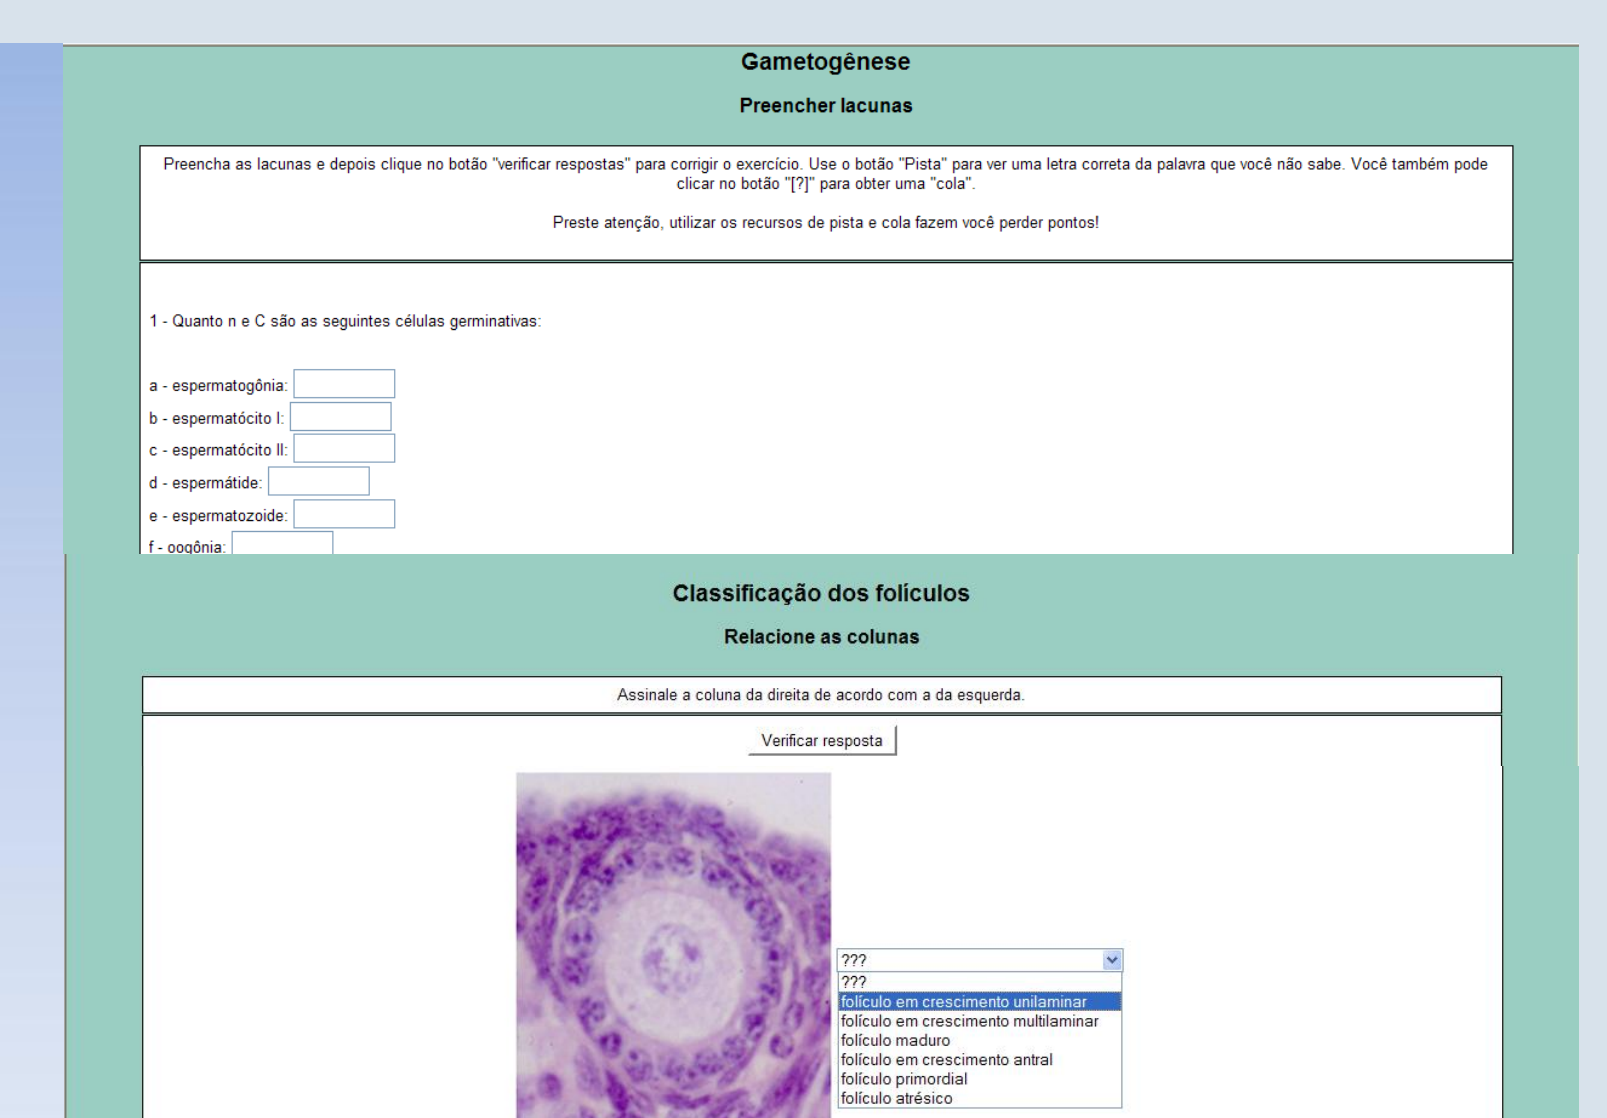 Gametogênese
Preencher lacunas
Preencha as lacunas e depois clique no botão "verificar respostas" para corrigir o exercício. Use o botão "Pista" para ver uma letra correta da palavra que você não sabe. Você também pode
clicar no botão "[?]" para obter uma "cola".
Preste atenção, utilizar os recursos de pista e cola fazem você perder pontos!
1 - Quanto n e C são as seguintes células germinativas:
a - espermatogônia:
b - espermatócito I:
c - espermatócito II:
d - espermátide:
e - espermatozoide:
f - oogônia:
Classificação dos folículos
Relacione as colunas
Assinale a coluna da direita de acordo com a da esquerda.
Verificar resposta
???
???
folículo em crescimento unilaminar
folículo em crescimento multilaminar
folículo maduro
folículo em crescimento antral
folículo primordial
folículo atrésico